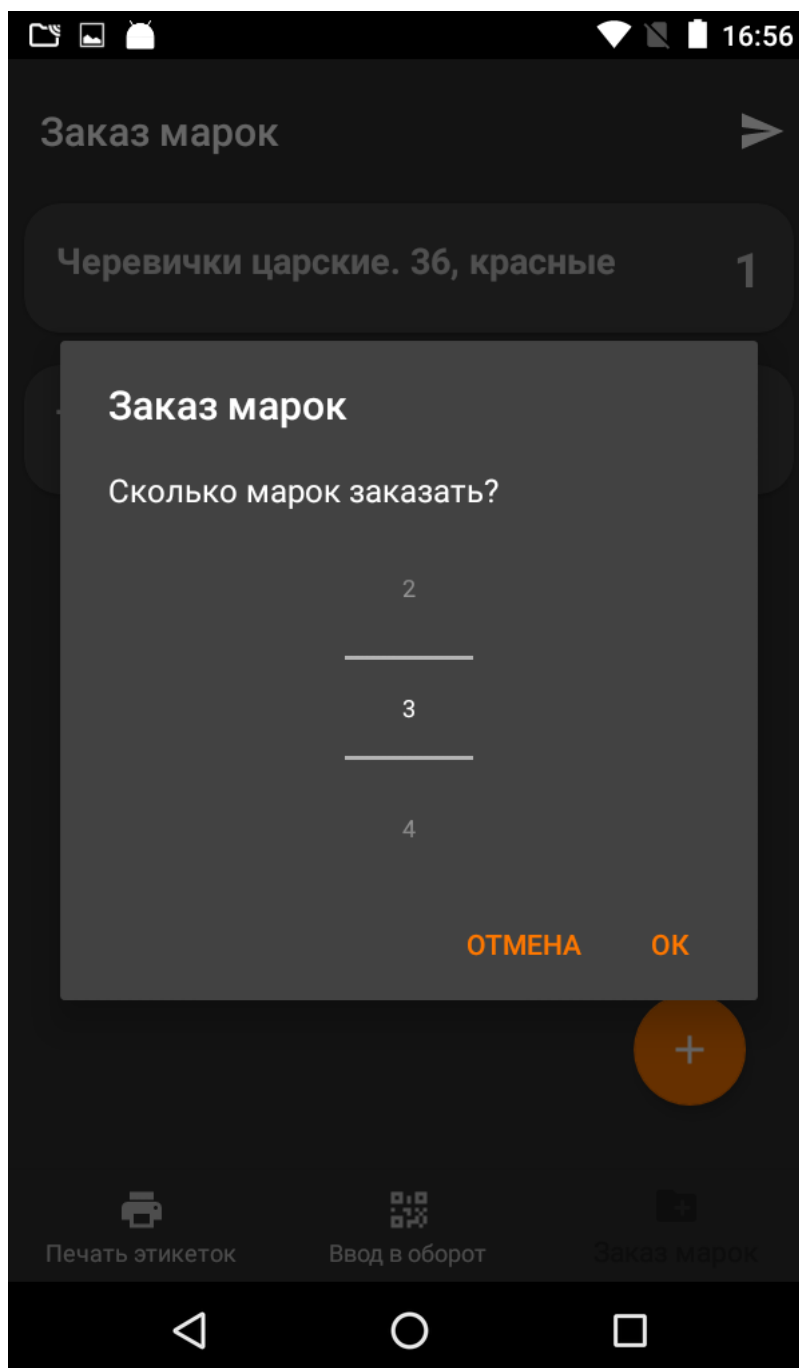 16:56
Заказ марок
Черевички царские. 36, красные
1
Заказ марок
Сколько марок заказать?
2
3
4
ОТМЕНА ОК
Печать этикеток Ввод в оборот Заказ марок